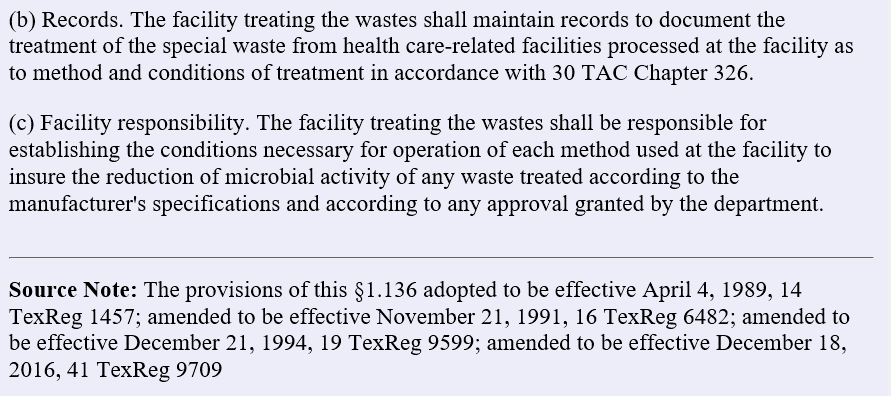 (b) Records. The facility treating the wastes shall maintain records to document the
treatment of the special waste from health care-related facilities processed at the facility as
to method and conditions of treatment in accordance with 30 TAC Chapter 326.
(c) Facility responsibility. The facility treating the wastes shall be responsible for
establishing the conditions necessary for operation of each method used at the facility to
insure the reduction of microbial activity of any waste treated according to the
manufacturer's specifications and according to any approval granted by the department.
Source Note: The provisions of this §1.136 adopted to be effective April 4, 1989, 14
TexReg 1457; amended to be effective November 21, 1991, 16 TexReg 6482; amended to
be effective December 21, 1994, 19 TexReg 9599; amended to be effective December 18,
2016, 41 TexReg 9709